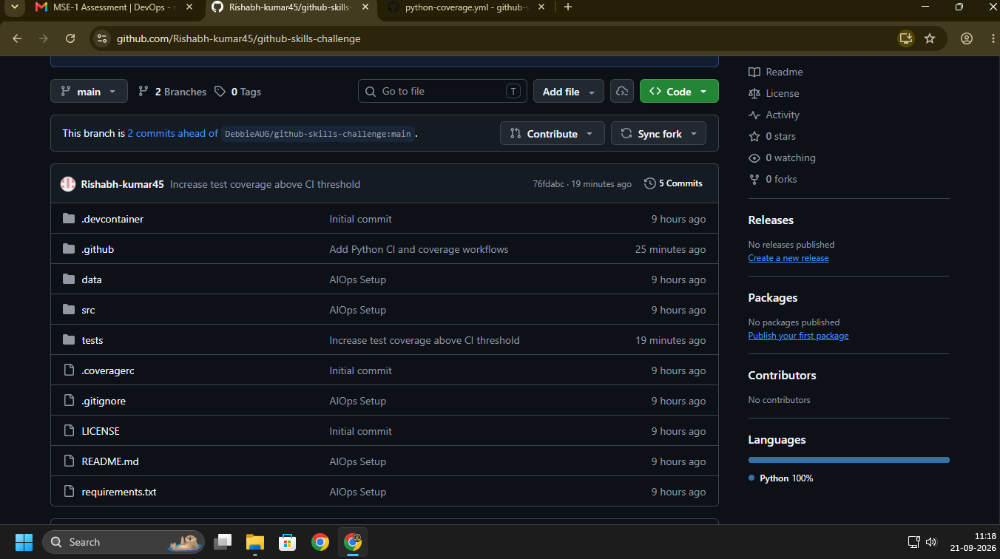 MSE-1 Assessment | DevOps - r
Rishabh-kumar45/github-skills-
python-coverage.yml - github-s
github.com/Rishabh-kumar45/github-skills-challenge
main
2 Branches
0 Tags
Go to file
T
Add file
Code
This branch is 2 commits ahead of DebbieAUG/github-skills-challenge:main .
Contribute
Sync fork
Rishabh-kumar45 Increase test coverage above CI threshold 76fdabc · 19 minutes ago 5 Commits
.devcontainer Initial commit 9 hours ago
.github Add Python CI and coverage workflows 25 minutes ago
data AIOps Setup 9 hours ago
src AIOps Setup 9 hours ago
tests Increase test coverage above CI threshold 19 minutes ago
.coveragerc Initial commit 9 hours ago
.gitignore AIOps Setup 9 hours ago
LICENSE Initial commit 9 hours ago
README.md AIOps Setup 9 hours ago
requirements.txt AIOps Setup 9 hours ago
Readme
License
Activity
0 stars
0 watching
0 forks
Releases
No releases published
Create a new release
Packages
No packages published
Publish your first package
Contributors
No contributors
Languages
Python 100%
Search
11:18
21-09-2026